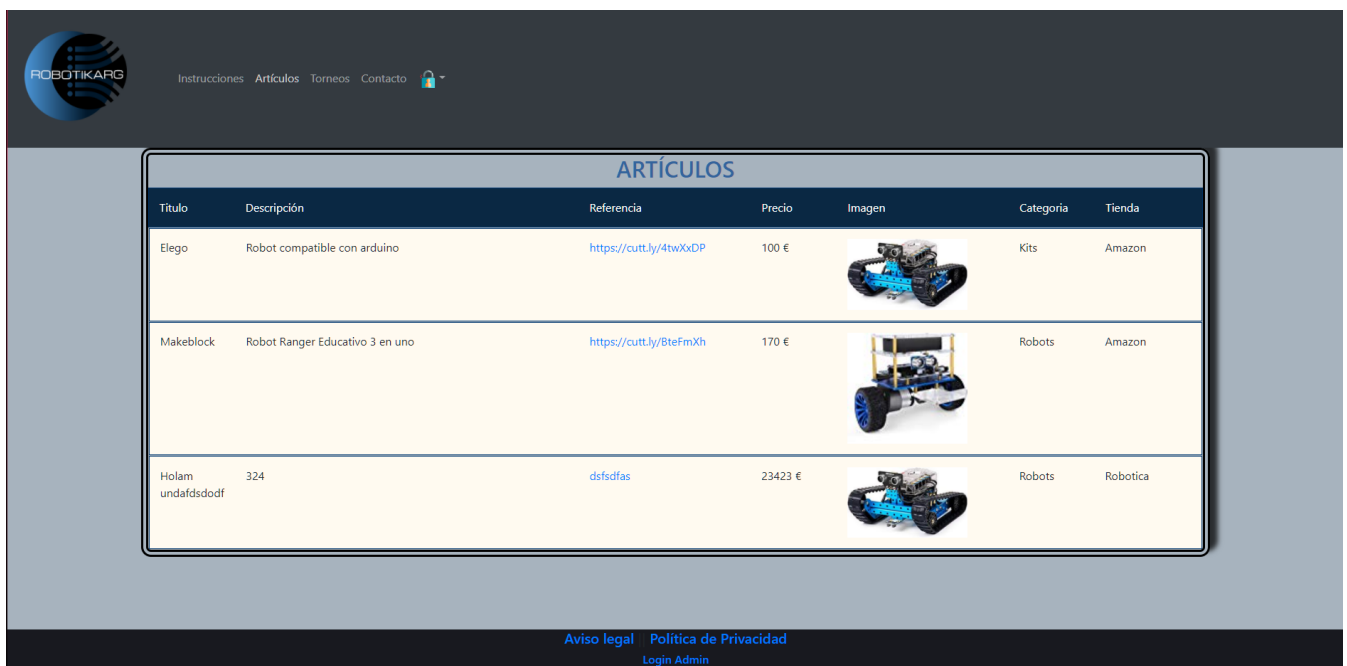 ROBOTIKARG
Instrucciones Artículos Torneos Contacto
ARTÍCULOS
Titulo Descripción Referencia Precio Imagen Categoria Tienda
Elego Robot compatible con arduino https://cutt.ly/4twXxDP 100 € Kits Amazon
Makeblock Robot Ranger Educativo 3 en uno https://cutt.ly/BteFmXh 170 € Robots Amazon
Holam 324 dsfsdfas 23423 € Robots Robotica
undafdsdodf
Aviso legal | Política de Privacidad
Login Admin